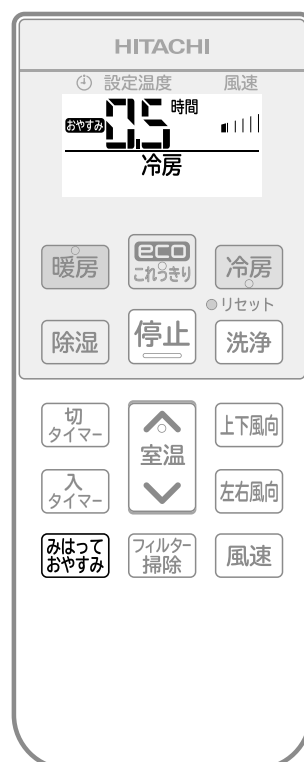 HITACHI
設定温度 風速
おやすみ 0.5 時間
冷房
暖房 eco これっきり 冷房
リセット
除湿 停止 洗浄
切タイマー 室温 上下風向
入タイマー 左右風向
みはっておやすみ フィルター掃除 風速